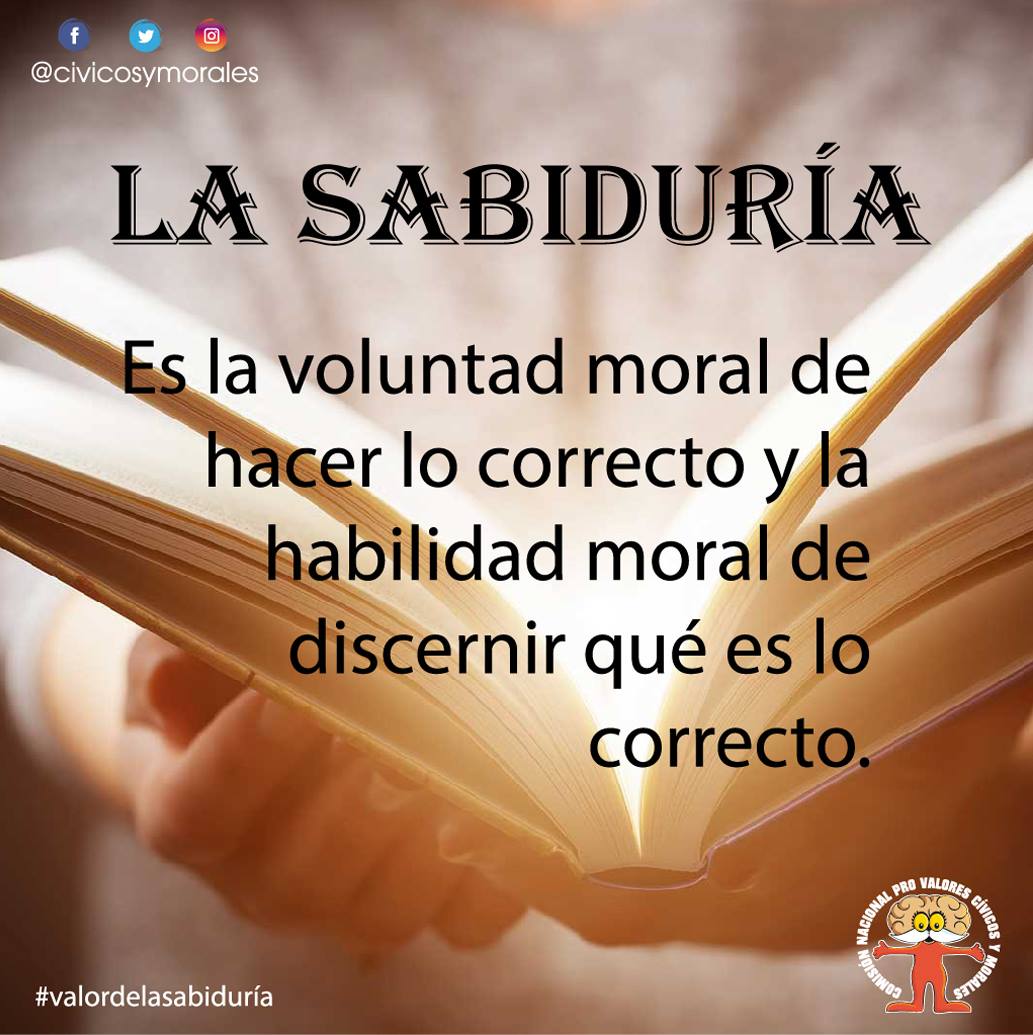 @civicosymorales
LA SABIDURÍA
Es la voluntad moral de
hacer lo correcto y la
habilidad moral de
discernir qué es lo
correcto.
COMISIÓN NACIONAL PRO VALORES CÍVICOS Y MORALES
#valordelasabiduría